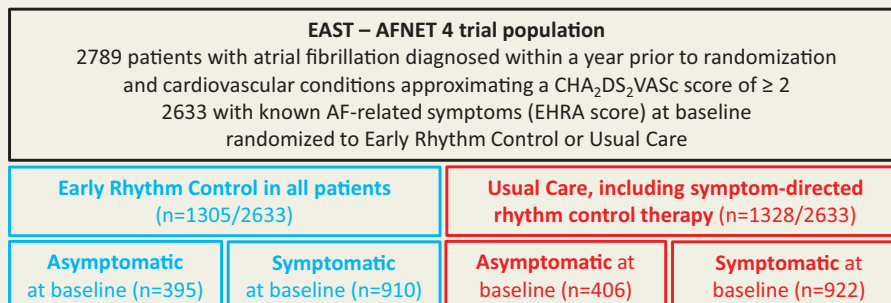 EAST – AFNET 4 trial population
2789 patients with atrial fibrillation diagnosed within a year prior to randomization
and cardiovascular conditions approximating a CHA₂DS₂VASc score of ≥ 2
2633 with known AF-related symptoms (EHRA score) at baseline
randomized to Early Rhythm Control or Usual Care
Early Rhythm Control in all patients
(n=1305/2633)
Usual Care, including symptom-directed
rhythm control therapy (n=1328/2633)
Asymptomatic
at baseline (n=395)
Symptomatic
at baseline (n=910)
Asymptomatic at
baseline (n=406)
Symptomatic at
baseline (n=922)